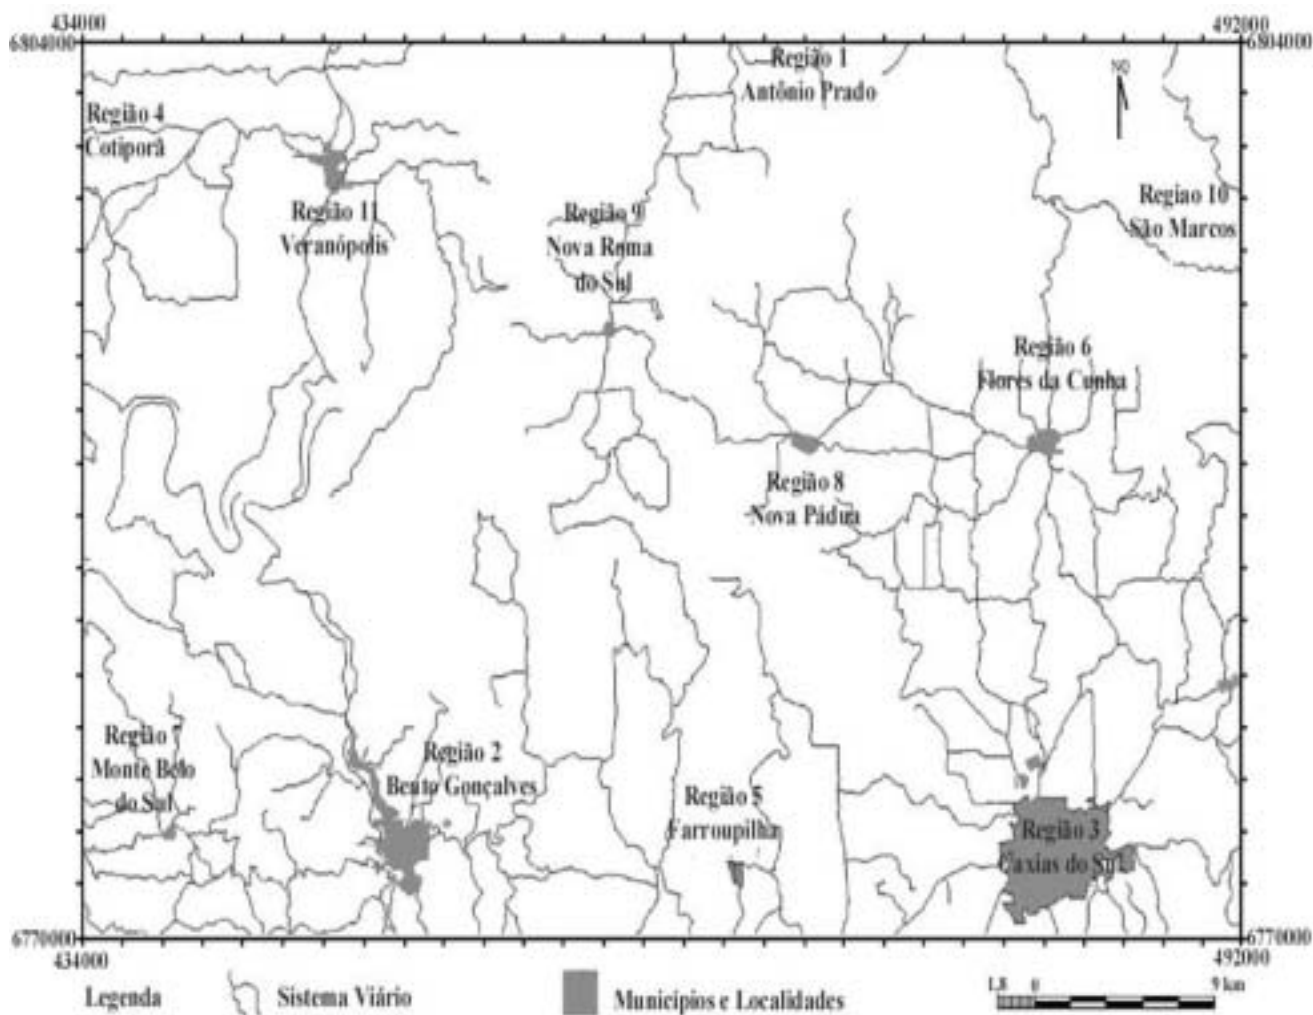 434000
492000
6804000
6804000
Região 1
Antônio Prado
NQ
Região 4
Cotiporã
Região 11
Veranópolis
Região 9
Nova Roma
do Sul
Regiao 10
São Marcos
Região 6
Flores da Cunha
Região 8
Nova Pádua
Região 7
Monte Belo
do Sul
Região 2
Bento Gonçalves
Região 5
Farroupilha
Região 3
Caxias do Sul
6770000
6770000
434000
492000
Legenda
Sistema Viário
Municípios e Localidades
1.8 0 9 km